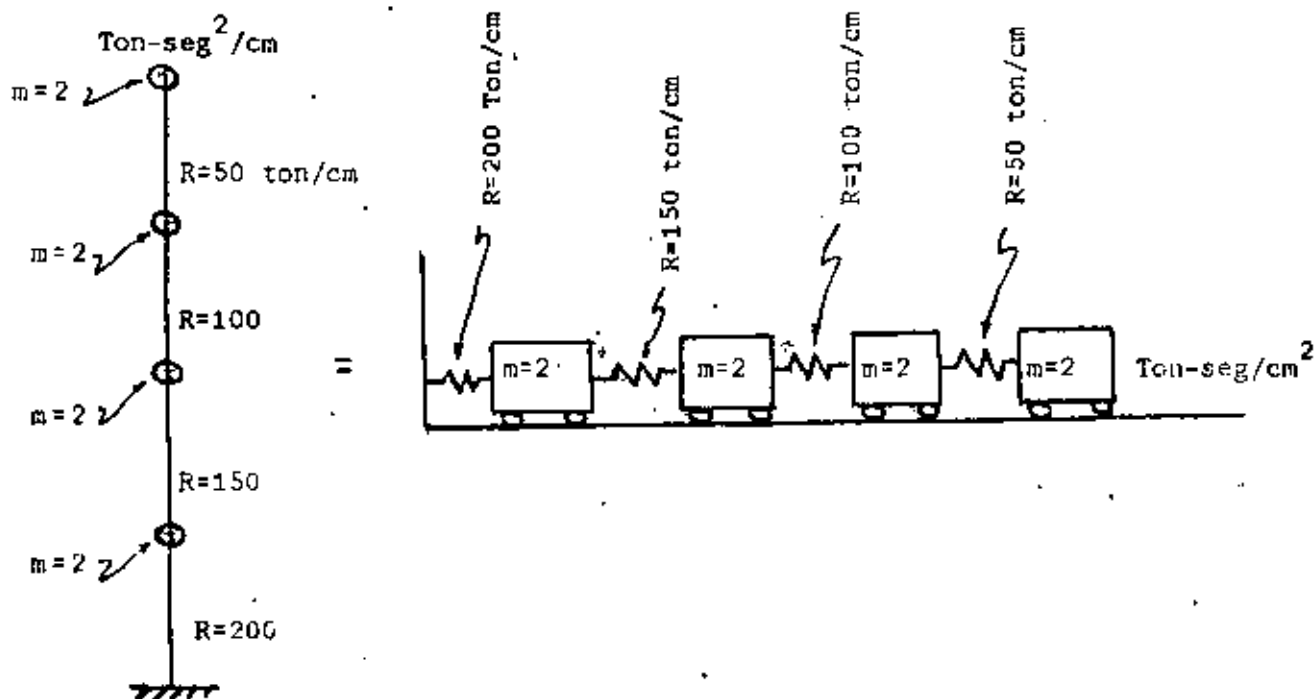 Ton-seg²/cm
m=2
R=50 ton/cm
m=2
R=100
m=2
R=150
m=2
R=200
=
R=200 Ton/cm
R=150 ton/cm
R=100 ton/cm
R=50 ton/cm
m=2
m=2
m=2
m=2
Ton-seg/cm²